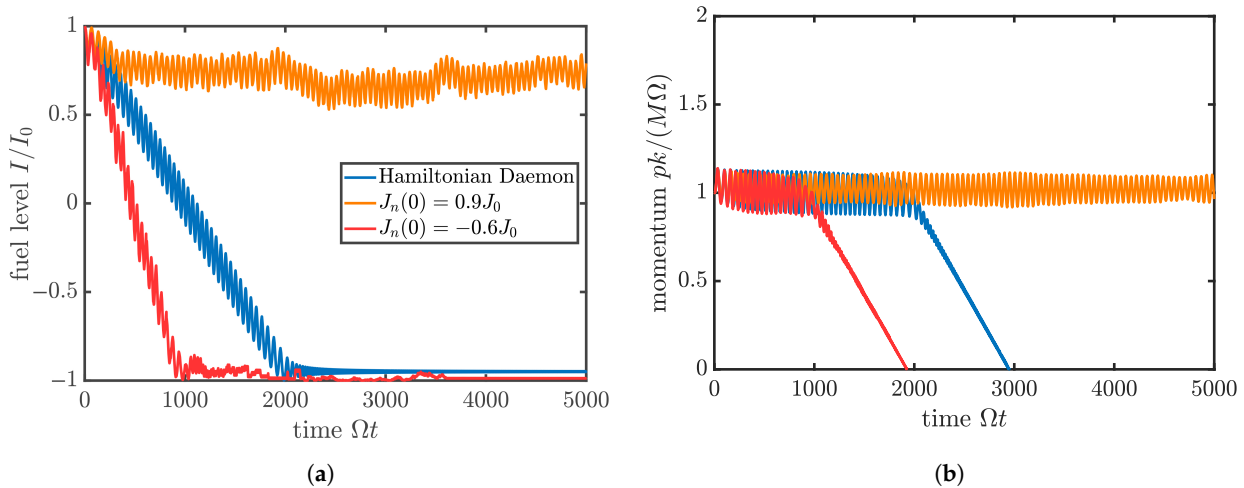 1
0.5
0
−0.5
−1
fuel level I/I₀
0
1000
2000
3000
4000
5000
time Ωt
Hamiltonian Daemon
Jₙ(0) = 0.9J₀
Jₙ(0) = −0.6J₀
(a)
2
1.5
1
0.5
0
momentum pk/(MΩ)
0
1000
2000
3000
4000
5000
time Ωt
(b)